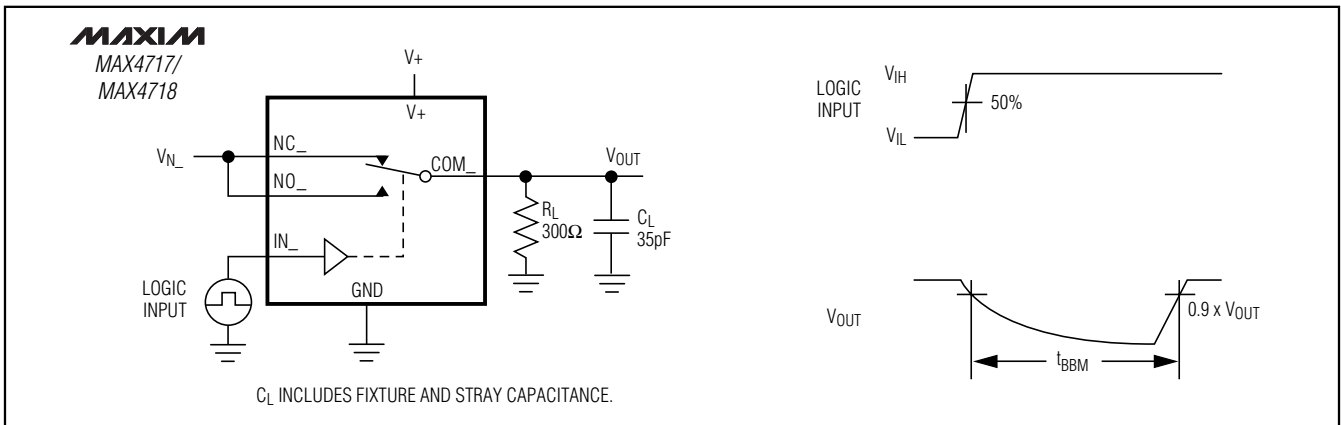 MAXIM
MAX4717/
MAX4718
V+
V+
NC_
V_N_
NO_
COM_
V_OUT
R_L
300Ω
C_L
35pF
IN_
LOGIC
INPUT
GND
C_L INCLUDES FIXTURE AND STRAY CAPACITANCE.
LOGIC
INPUT
V_IH
50%
V_IL
V_OUT
0.9 x V_OUT
t_BBM